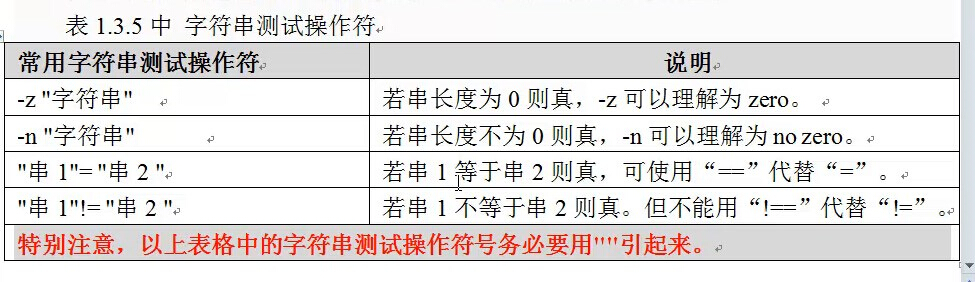 表 1.3.5 中 字符串测试操作符
常用字符串测试操作符 说明
-z "字符串" 若串长度为 0 则真，-z 可以理解为 zero。
-n "字符串" 若串长度不为 0 则真，-n 可以理解为 no zero。
"串 1"= "串 2 " 若串 1 等于串 2 则真，可使用“==”代替“=” 。
"串 1"!= "串 2 " 若串 1 不等于串 2 则真。但不能用“!==”代替“!=” 。
特别注意，以上表格中的字符串测试操作符号务必要用""引起来。